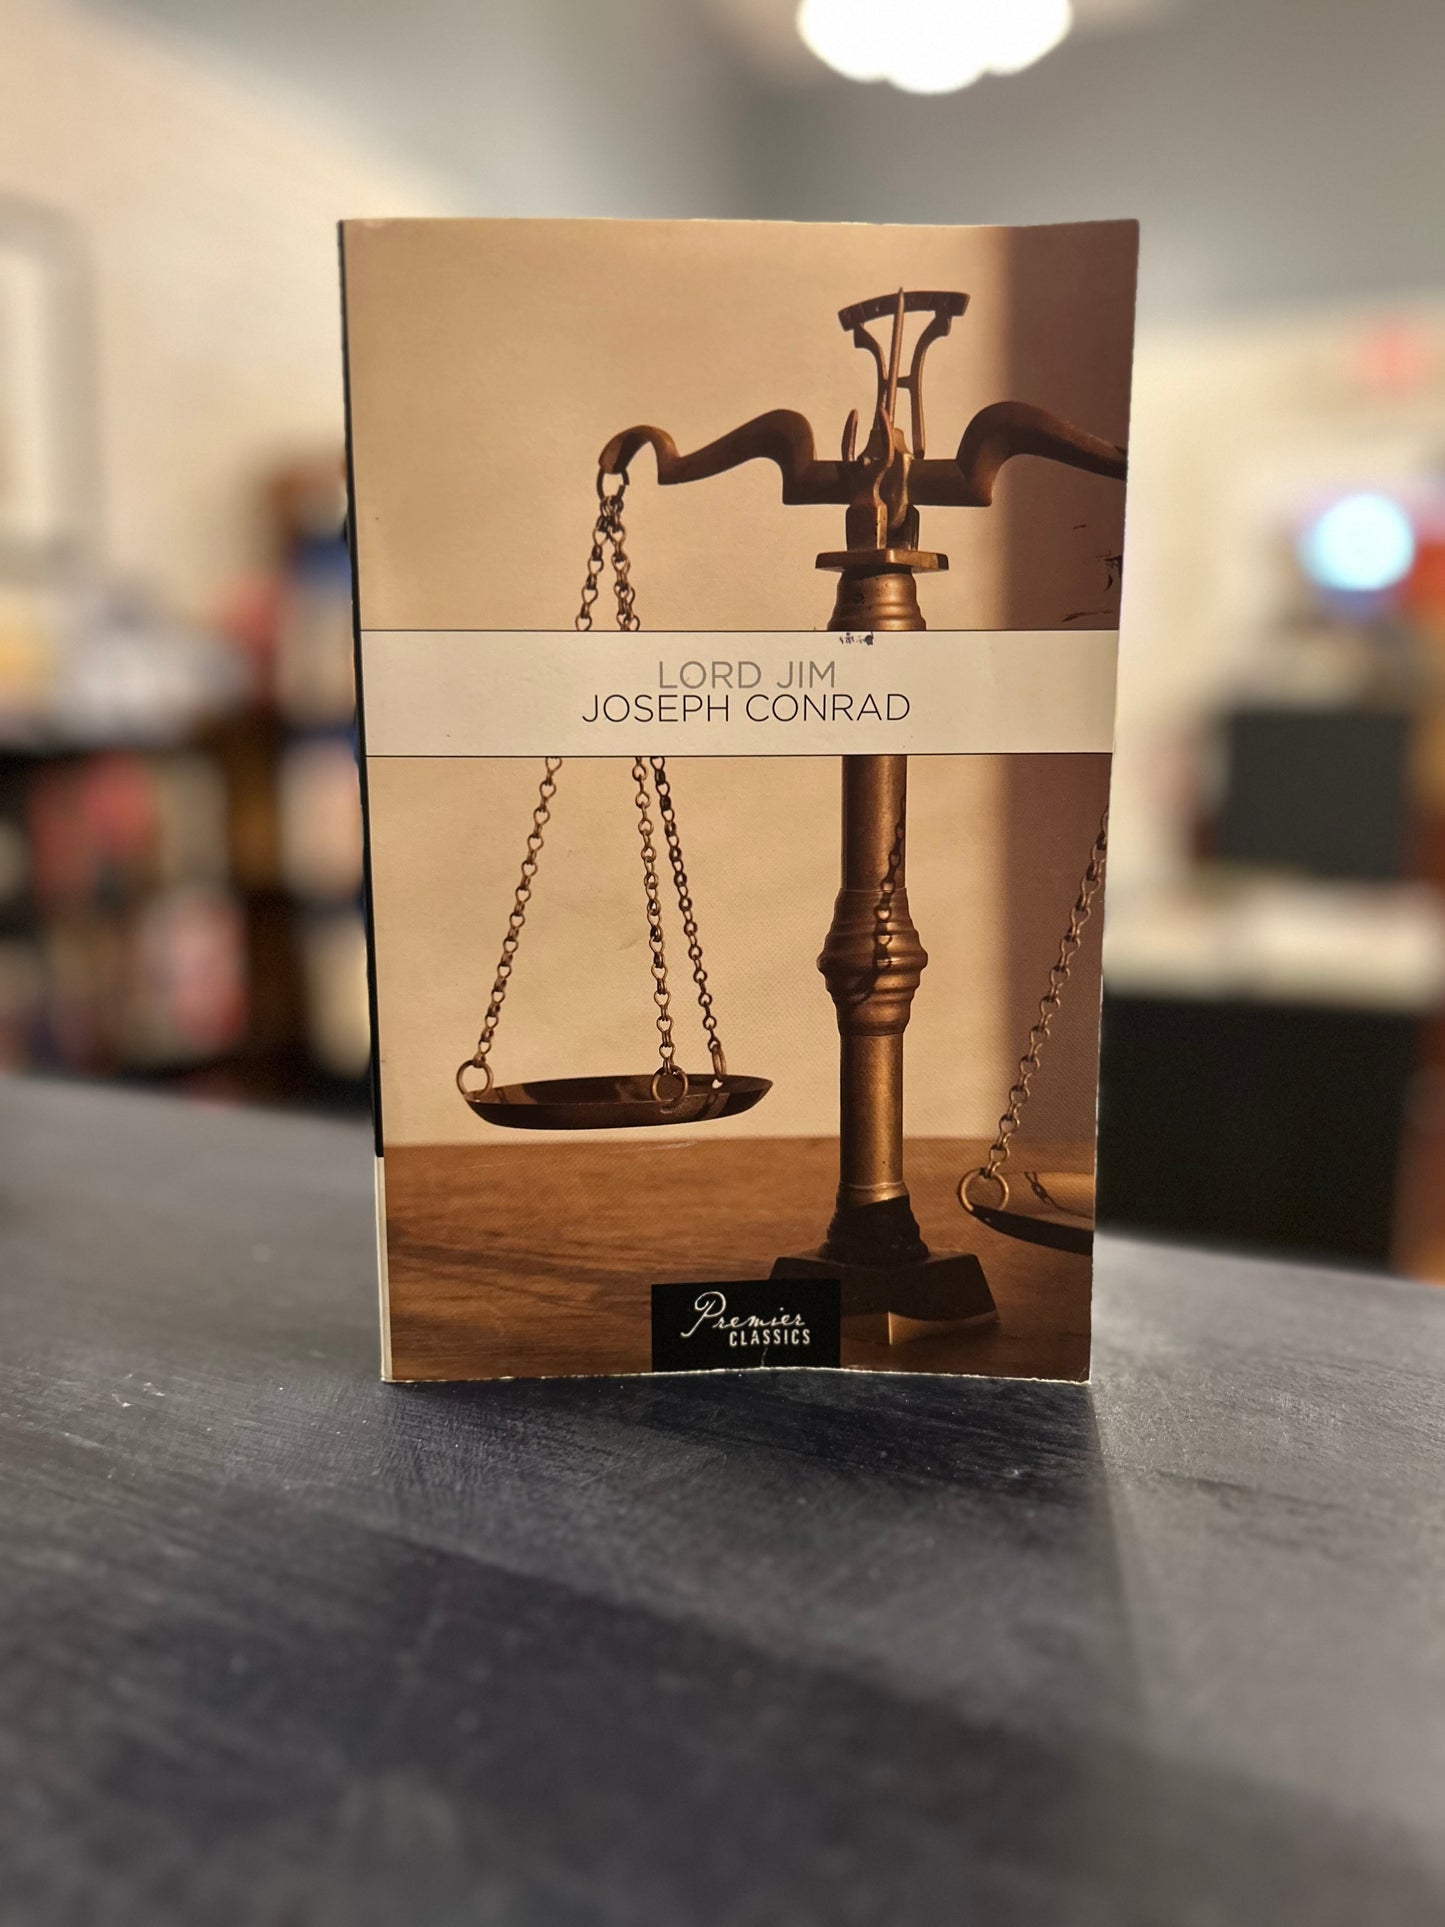 LORD JIM
JOSEPH CONRAD
Premier
CLASSICS